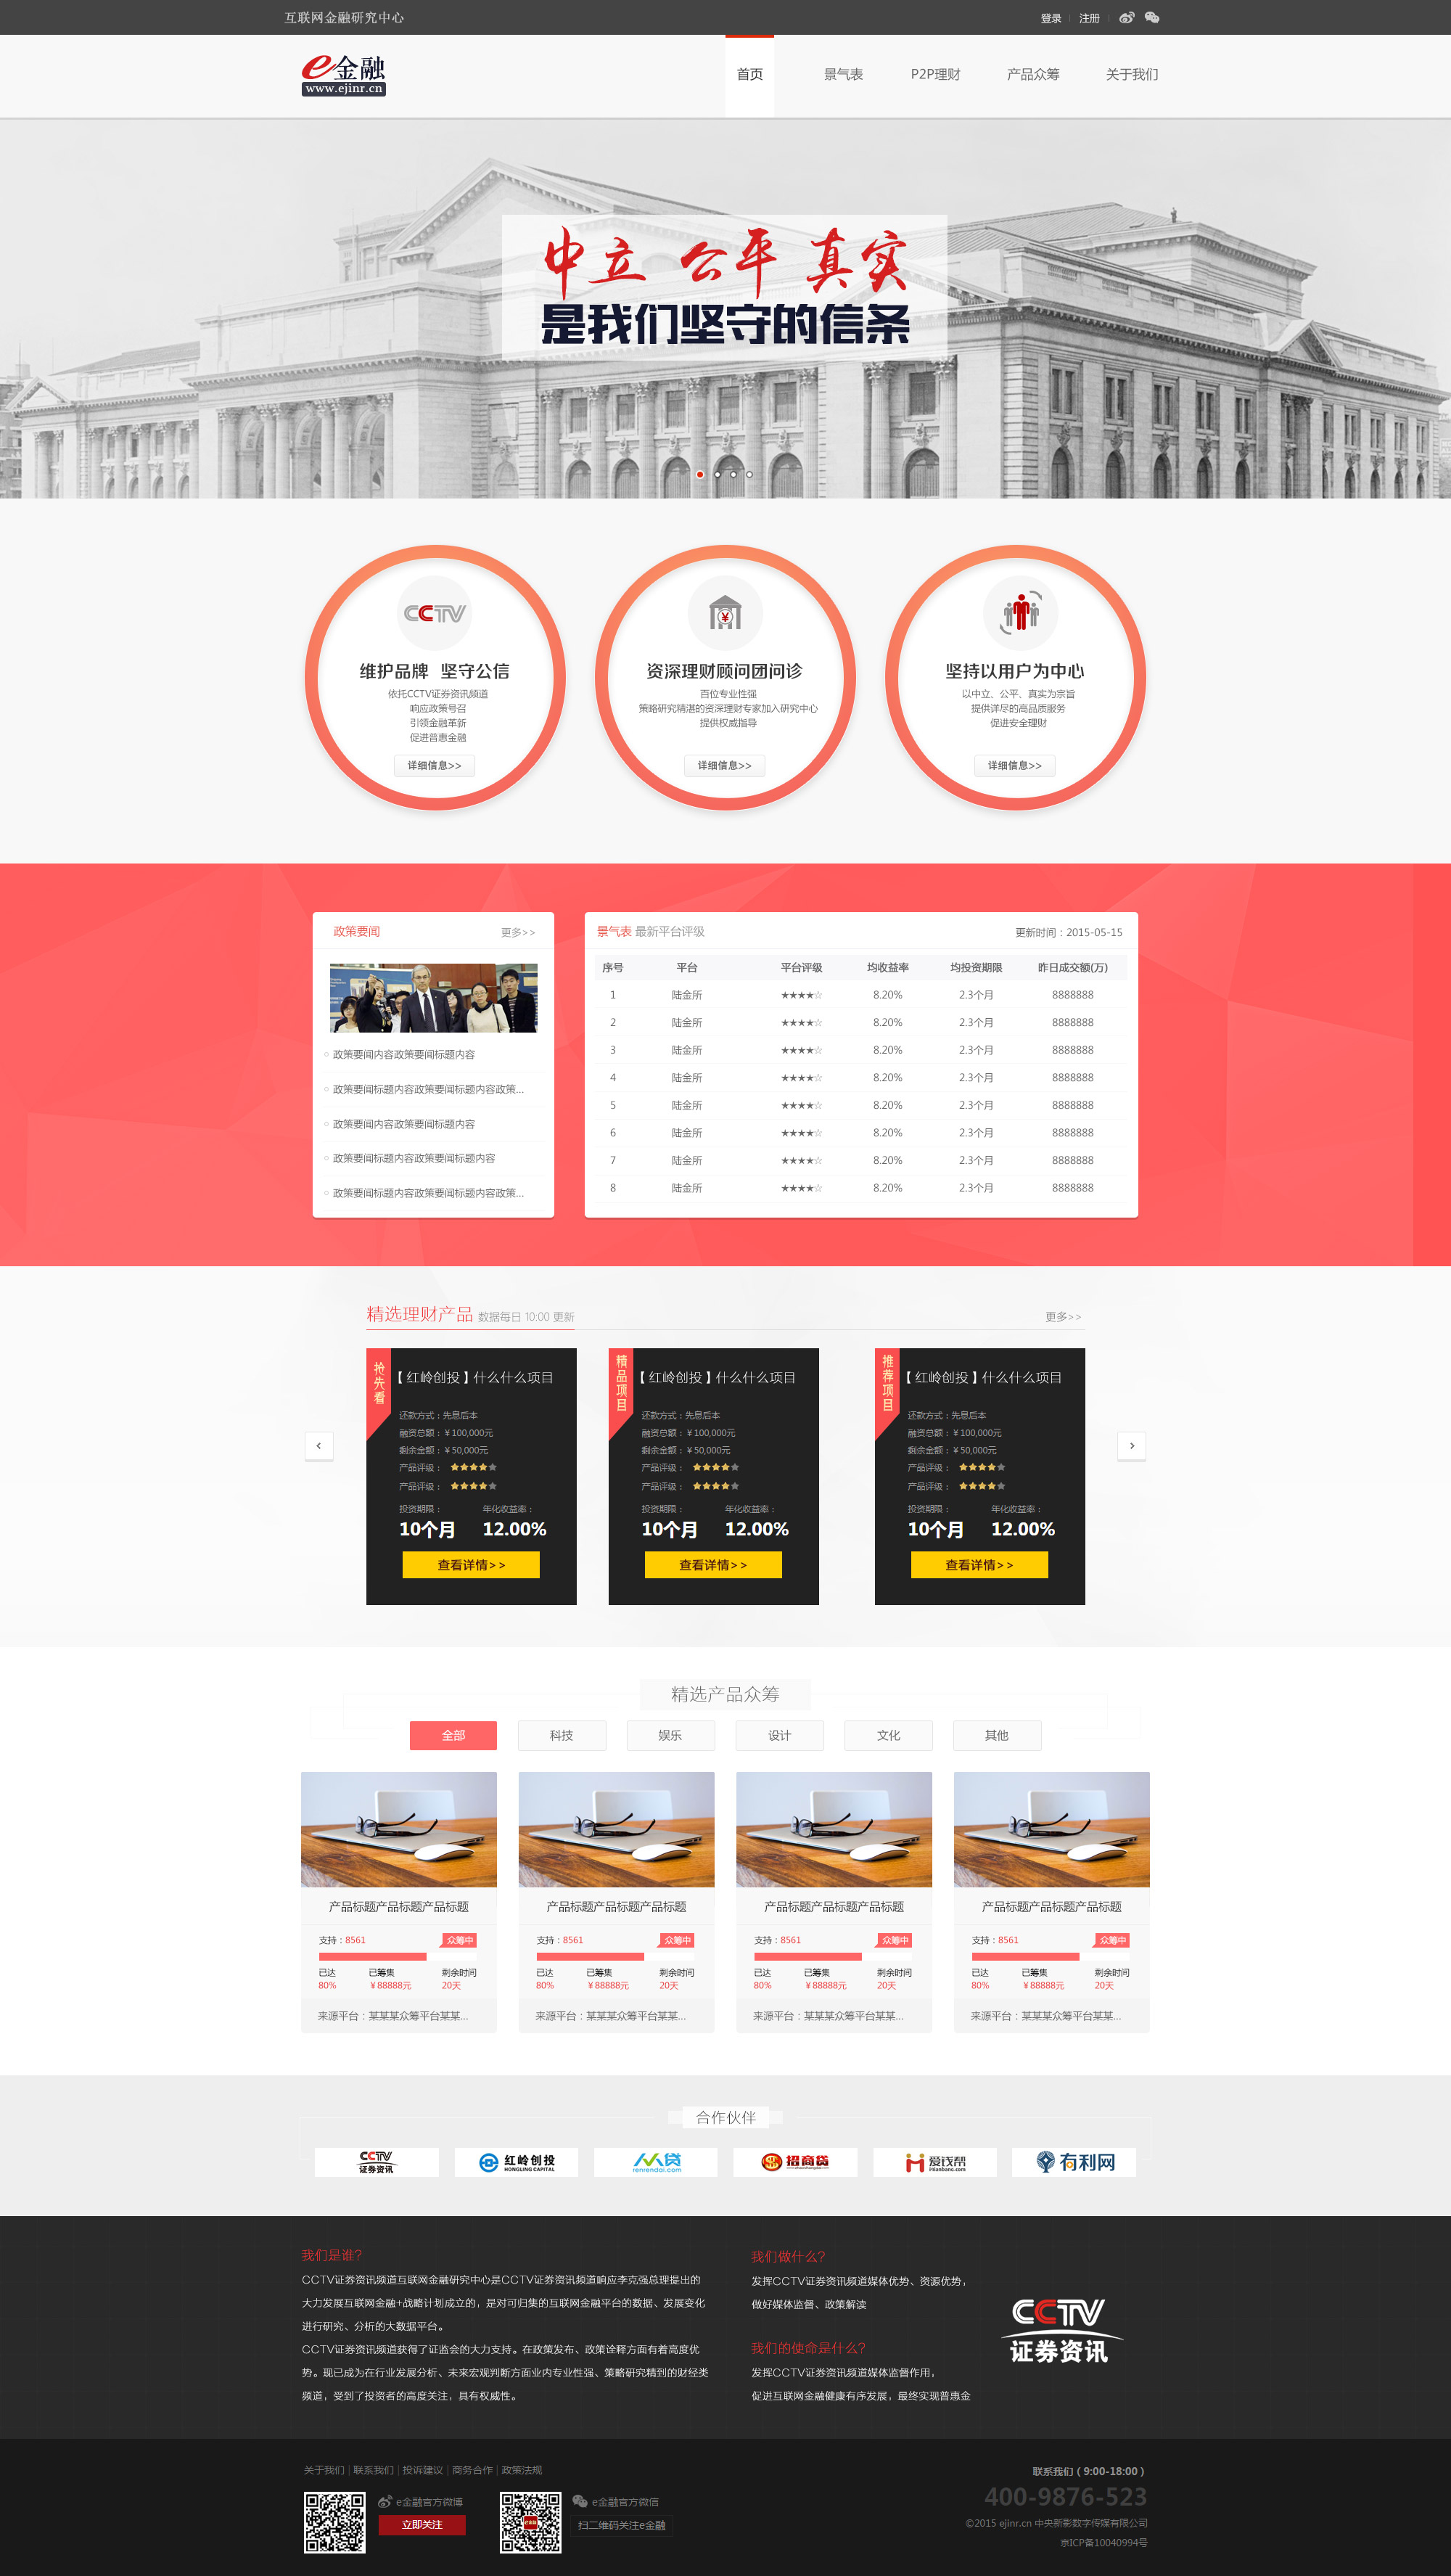 互联网金融研究中心
登录 | 注册 |
e金融
www.ejinr.cn
首页 景气表 P2P理财 产品众筹 关于我们
中立 公平 真实
是我们坚守的信条
CCTV
维护品牌 坚守公信
依托CCTV证券资讯频道
响应政策号召
引领金融革新
促进普惠金融
详细信息>>
资深理财顾问团问诊
百位专业性强
策略研究精湛的资深理财专家加入研究中心
提供权威指导
详细信息>>
坚持以用户为中心
以中立、公平、真实为宗旨
提供详尽的高品质服务
促进安全理财
详细信息>>
政策要闻 更多>>
政策要闻内容政策要闻标题内容
政策要闻标题内容政策要闻标题内容政策...
政策要闻内容政策要闻标题内容
政策要闻标题内容政策要闻标题内容
政策要闻标题内容政策要闻标题内容政策...
景气表 最新平台评级 更新时间：2015-05-15
序号 平台 平台评级 均收益率 均投资期限 昨日成交额(万)
1 陆金所 ★★★★☆ 8.20% 2.3个月 8888888
2 陆金所 ★★★★☆ 8.20% 2.3个月 8888888
3 陆金所 ★★★★☆ 8.20% 2.3个月 8888888
4 陆金所 ★★★★☆ 8.20% 2.3个月 8888888
5 陆金所 ★★★★☆ 8.20% 2.3个月 8888888
6 陆金所 ★★★★☆ 8.20% 2.3个月 8888888
7 陆金所 ★★★★☆ 8.20% 2.3个月 8888888
8 陆金所 ★★★★☆ 8.20% 2.3个月 8888888
精选理财产品 数据每日 10:00 更新 更多>>
抢先看
【红岭创投】什么什么项目
还款方式：先息后本
融资总额：￥100,000元
剩余金额：￥50,000元
产品评级：
产品评级：
投资期限： 年化收益率：
10个月 12.00%
查看详情>>
精品项目
【红岭创投】什么什么项目
还款方式：先息后本
融资总额：￥100,000元
剩余金额：￥50,000元
产品评级：
产品评级：
投资期限： 年化收益率：
10个月 12.00%
查看详情>>
推荐项目
【红岭创投】什么什么项目
还款方式：先息后本
融资总额：￥100,000元
剩余金额：￥50,000元
产品评级：
产品评级：
投资期限： 年化收益率：
10个月 12.00%
查看详情>>
精选产品众筹
全部 科技 娱乐 设计 文化 其他
产品标题产品标题产品标题
支持：8561 众筹中
已达 已筹集 剩余时间
80% ￥88888元 20天
来源平台：某某某众筹平台某某...
产品标题产品标题产品标题
支持：8561 众筹中
已达 已筹集 剩余时间
80% ￥88888元 20天
来源平台：某某某众筹平台某某...
产品标题产品标题产品标题
支持：8561 众筹中
已达 已筹集 剩余时间
80% ￥88888元 20天
来源平台：某某某众筹平台某某...
产品标题产品标题产品标题
支持：8561 众筹中
已达 已筹集 剩余时间
80% ￥88888元 20天
来源平台：某某某众筹平台某某...
合作伙伴
CCTV 证券资讯
红岭创投 HONGLING CAPITAL
人人贷 renrendai.com
招商贷
爱钱帮
有利网
我们是谁？
CCTV证券资讯频道互联网金融研究中心是CCTV证券资讯频道响应李克强总理提出的
大力发展互联网金融+战略计划成立的，是对可归集的互联网金融平台的数据、发展变化
进行研究、分析的大数据平台。
CCTV证券资讯频道获得了证监会的大力支持。在政策发布、政策诠释方面有着高度优
势。现已成为在行业发展分析、未来宏观判断方面业内专业性强、策略研究精到的财经类
频道，受到了投资者的高度关注，具有权威性。
我们做什么？
发挥CCTV证券资讯频道媒体优势、资源优势，
做好媒体监督、政策解读
我们的使命是什么？
发挥CCTV证券资讯频道媒体监督作用，
促进互联网金融健康有序发展，最终实现普惠金
CCTV
证券资讯
关于我们 | 联系我们 | 投诉建议 | 商务合作 | 政策法规
e金融官方微博
立即关注
e金融官方微信
扫二维码关注e金融
联系我们（9:00-18:00）
400-9876-523
©2015 ejinr.cn 中央新影数字传媒有限公司
京ICP备10040994号